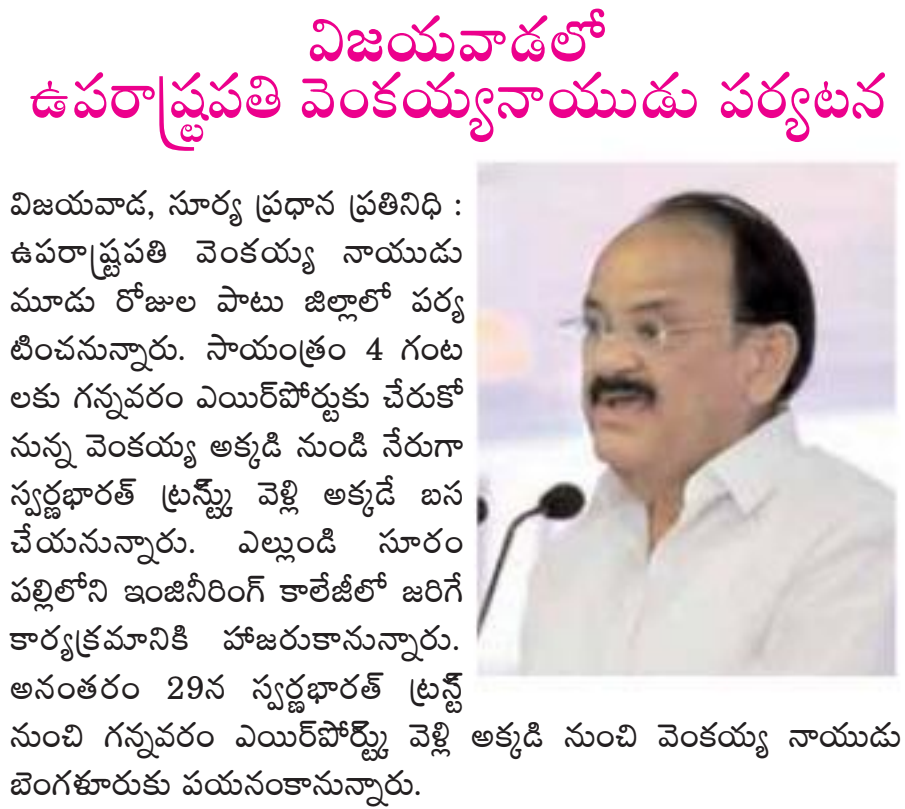 విజయవాడలో
ఉపరాష్ట్రపతి వెంకయ్యనాయుడు పర్యటన
విజయవాడ, సూర్య ప్రధాన ప్రతినిధి :
ఉపరాష్ట్రపతి వెంకయ్య నాయుడు
మూడు రోజుల పాటు జిల్లాలో పర్య
టించనున్నారు. సాయంత్రం 4 గంట
లకు గన్నవరం ఎయిర్‌పోర్టుకు చేరుకో
నున్న వెంకయ్య అక్కడి నుండి నేరుగా
స్వర్ణభారత్ ట్రస్ట్‌కు వెళ్లి అక్కడే బస
చేయనున్నారు. ఎల్లుండి సూరం
పల్లిలోని ఇంజినీరింగ్ కాలేజీలో జరిగే
కార్యక్రమానికి హాజరుకానున్నారు.
అనంతరం 29న స్వర్ణభారత్ ట్రస్ట్
నుంచి గన్నవరం ఎయిర్‌పోర్ట్‌కు వెళ్లి అక్కడి నుంచి వెంకయ్య నాయుడు
బెంగళూరుకు పయనంకానున్నారు.